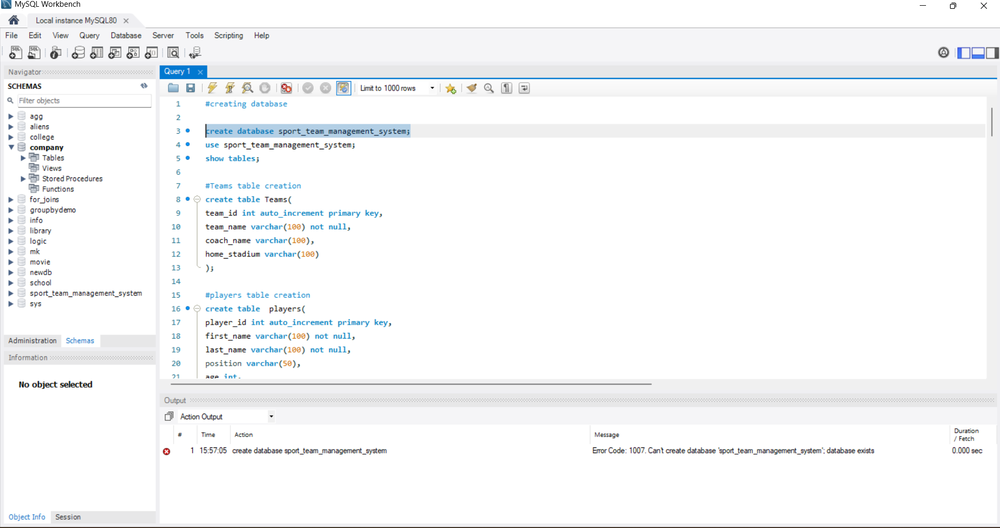 MySQL Workbench
Local instance MySQL80
File Edit View Query Database Server Tools Scripting Help
Navigator
SCHEMAS
Filter objects
agg
aliens
college
company
Tables
Views
Stored Procedures
Functions
for_joins
groupbydemo
info
library
logic
mk
movie
newdb
school
sport_team_management_system
sys
Administration Schemas
Information
No object selected
Object Info Session
Query 1
Limit to 1000 rows
1 #creating database
2
3 create database sport_team_management_system;
4 use sport_team_management_system;
5 show tables;
6
7 #Teams table creation
8 create table Teams(
9 team_id int auto_increment primary key,
10 team_name varchar(100) not null,
11 coach_name varchar(100),
12 home_stadium varchar(100)
13 );
14
15 #players table creation
16 create table  players(
17 player_id int auto_increment primary key,
18 first_name varchar(100) not null,
19 last_name varchar(100) not null,
20 position varchar(50),
21 age int,
Output
Action Output
# Time Action Message Duration / Fetch
1 15:57:05 create database sport_team_management_system Error Code: 1007. Can't create database 'sport_team_management_system'; database exists 0.000 sec